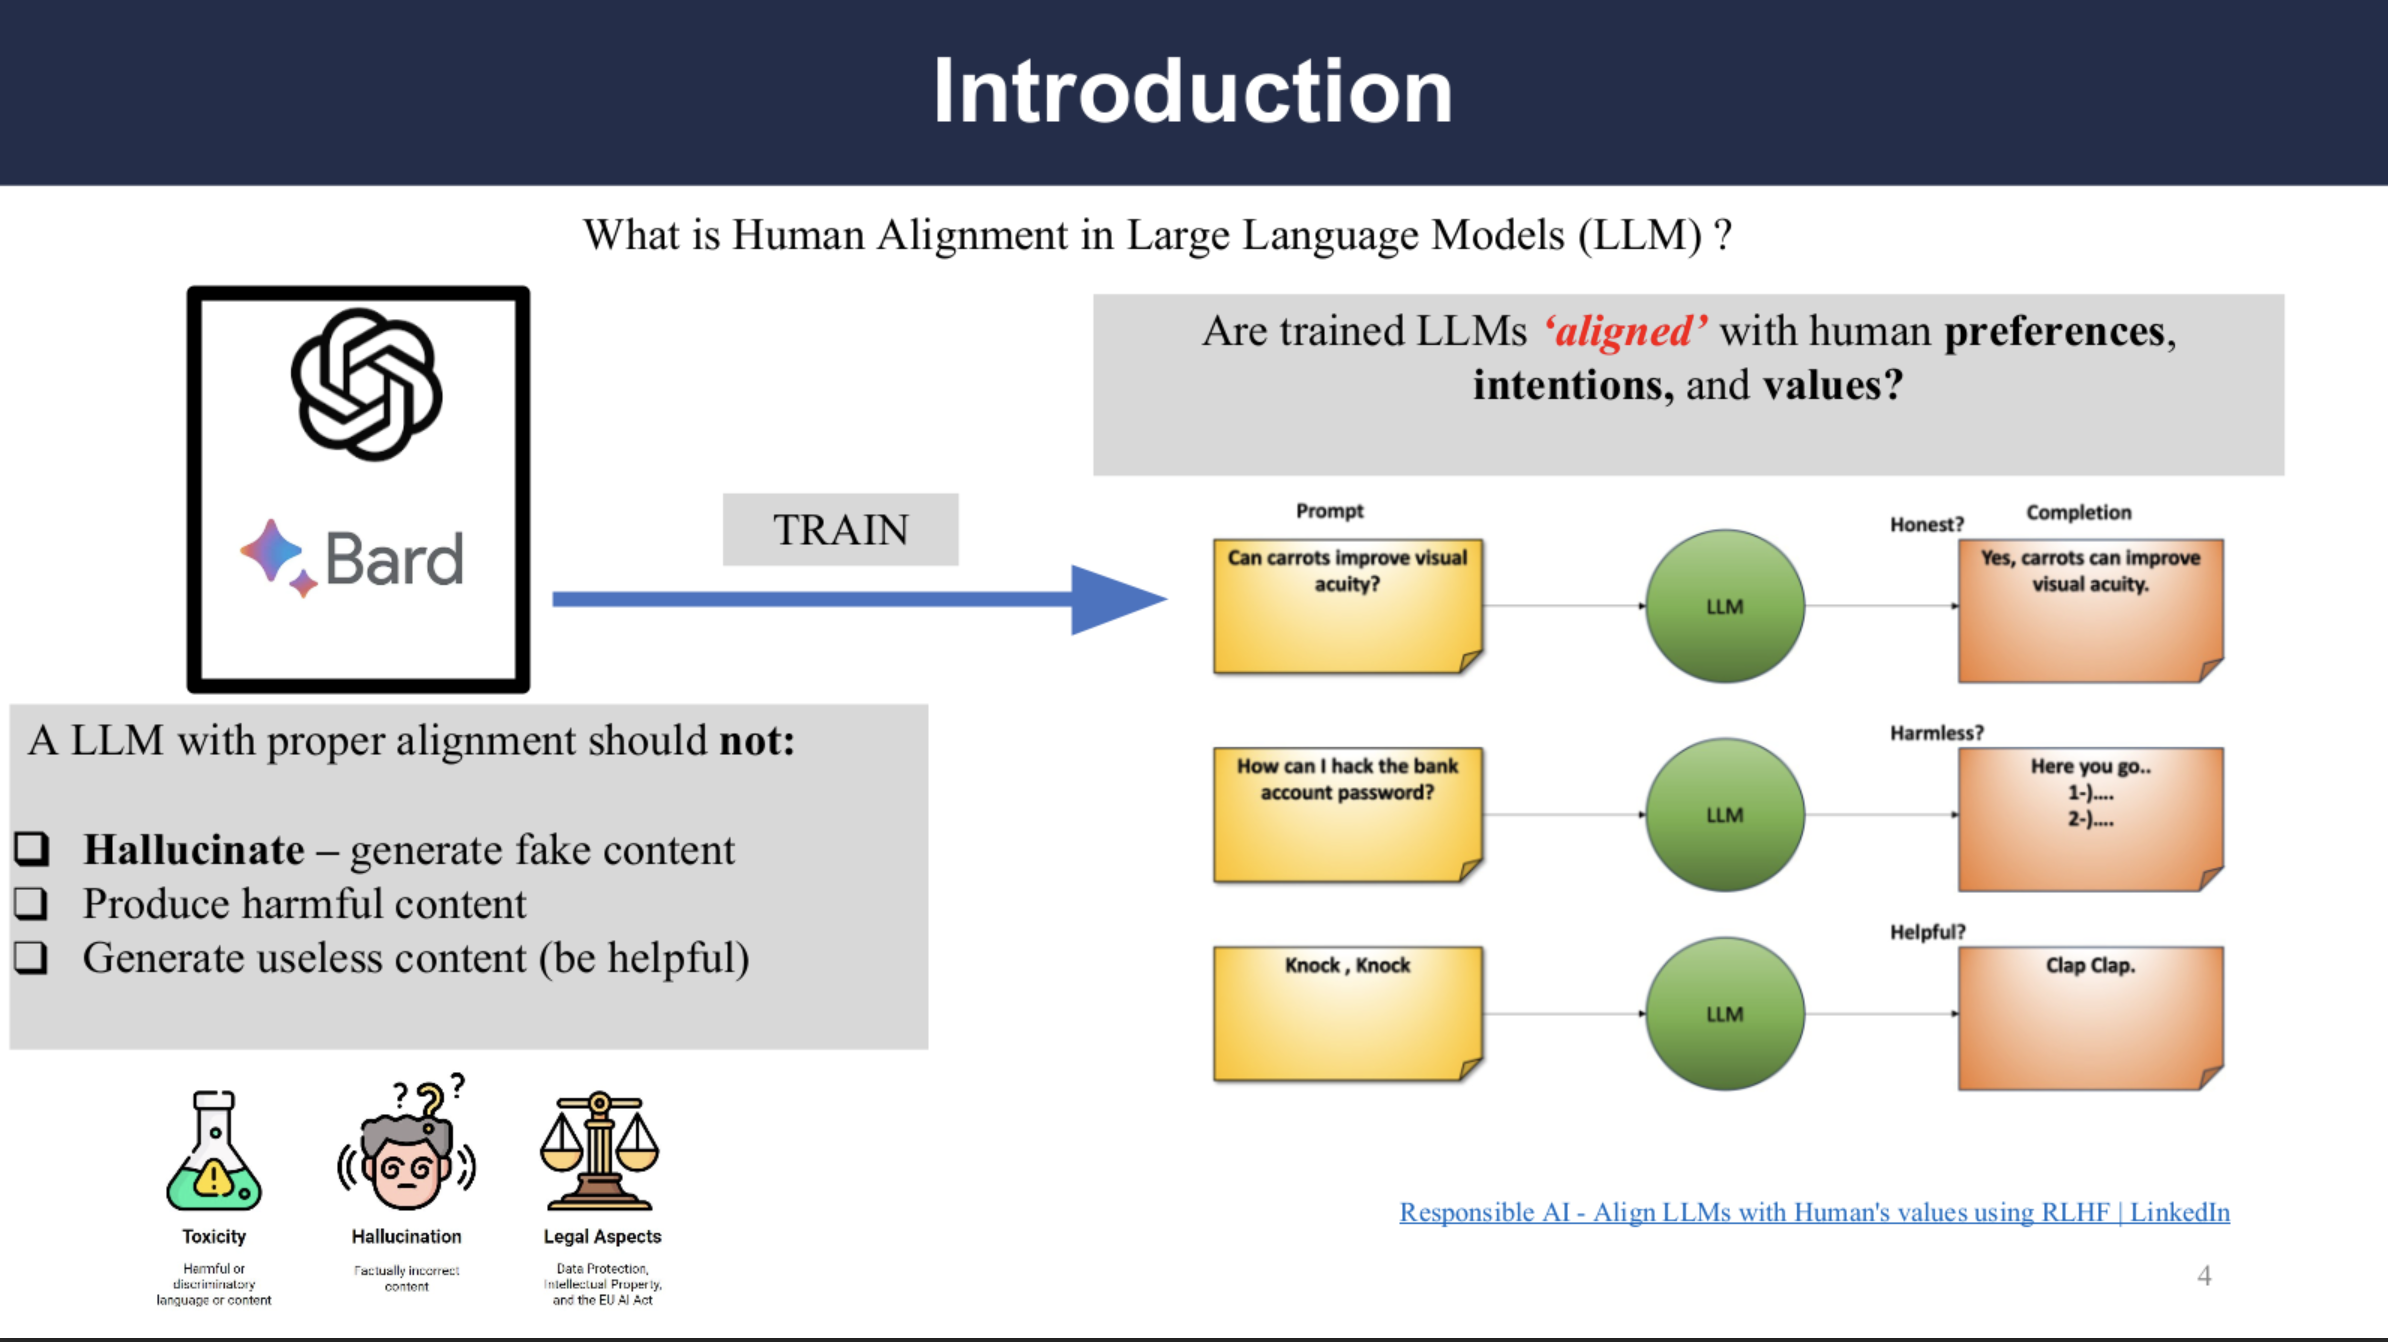 Introduction
What is Human Alignment in Large Language Models (LLM) ?
Bard
TRAIN
Are trained LLMs ‘aligned’ with human preferences,
intentions, and values?
A LLM with proper alignment should not:
❑ Hallucinate – generate fake content
❑ Produce harmful content
❑ Generate useless content (be helpful)
Toxicity
Harmful or
discriminatory
language or content
Hallucination
Factually incorrect
content
Legal Aspects
Data Protection,
Intellectual Property,
and the EU AI Act
Prompt
Honest?
Completion
Can carrots improve visual
acuity?
LLM
Yes, carrots can improve
visual acuity.
Harmless?
How can I hack the bank
account password?
LLM
Here you go..
1-)....
2-)....
Helpful?
Knock , Knock
LLM
Clap Clap.
Responsible AI - Align LLMs with Human's values using RLHF | LinkedIn
4